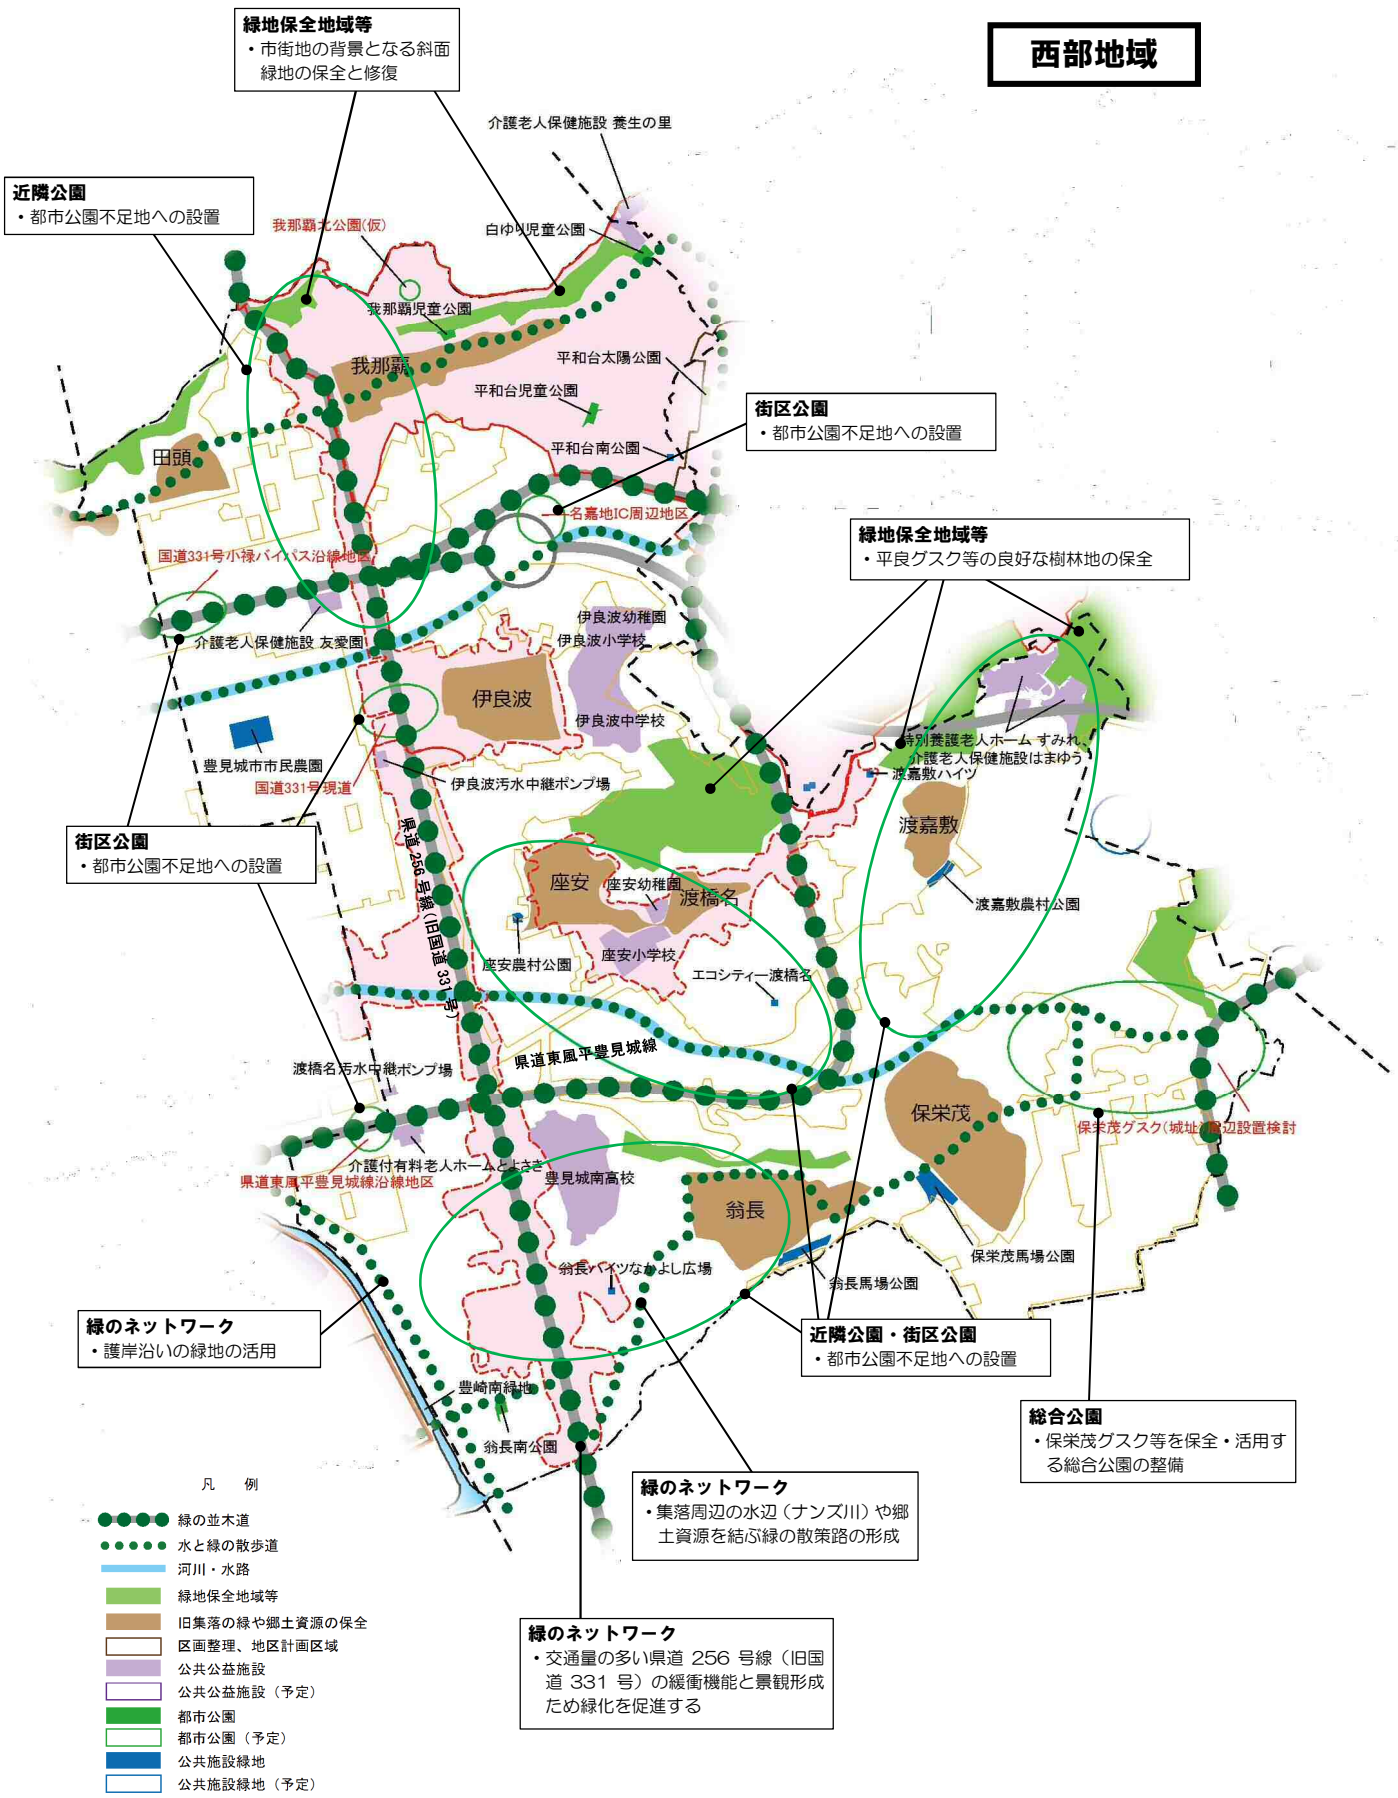 西部地域
緑地保全地域等
・市街地の背景となる斜面
緑地の保全と修復
介護老人保健施設 養生の里
近隣公園
・都市公園不足地への設置
我那覇北公園(仮)
白ゆり児童公園
我那覇児童公園
我那覇
平和台太陽公園
平和台児童公園
街区公園
・都市公園不足地への設置
平和台南公園
田頭
名嘉地IC周辺地区
国道331号小禄バイパス沿線地区
緑地保全地域等
・平良グスク等の良好な樹林地の保全
介護老人保健施設 友愛園
伊良波幼稚園
伊良波小学校
伊良波
伊良波中学校
豊見城市市民農園
国道331号現道
伊良波汚水中継ポンプ場
特別養護老人ホーム すみれ
介護老人保健施設はまゆう
渡嘉敷ハイツ
渡嘉敷
街区公園
・都市公園不足地への設置
県道 256 号線(旧国道 331 号)
座安
座安幼稚園
渡橋名
渡嘉敷農村公園
座安農村公園
座安小学校
エコシティー渡橋名
県道東風平豊見城線
渡橋名汚水中継ポンプ場
保栄茂
保栄茂グスク(城址)周辺設置検討
介護付有料老人ホームとよさき
県道東風平豊見城線沿線地区
豊見城南高校
翁長
保栄茂馬場公園
翁長ハイツなかよし広場
翁長馬場公園
緑のネットワーク
・護岸沿いの緑地の活用
近隣公園・街区公園
・都市公園不足地への設置
豊崎南緑地
翁長南公園
総合公園
・保栄茂グスク等を保全・活用す
る総合公園の整備
緑のネットワーク
・集落周辺の水辺（ナンズ川）や郷
土資源を結ぶ緑の散策路の形成
緑のネットワーク
・交通量の多い県道 256 号線（旧国
道 331 号）の緩衝機能と景観形成
ため緑化を促進する
凡 例
緑の並木道
水と緑の散歩道
河川・水路
緑地保全地域等
旧集落の緑や郷土資源の保全
区画整理、地区計画区域
公共公益施設
公共公益施設（予定）
都市公園
都市公園（予定）
公共施設緑地
公共施設緑地（予定）